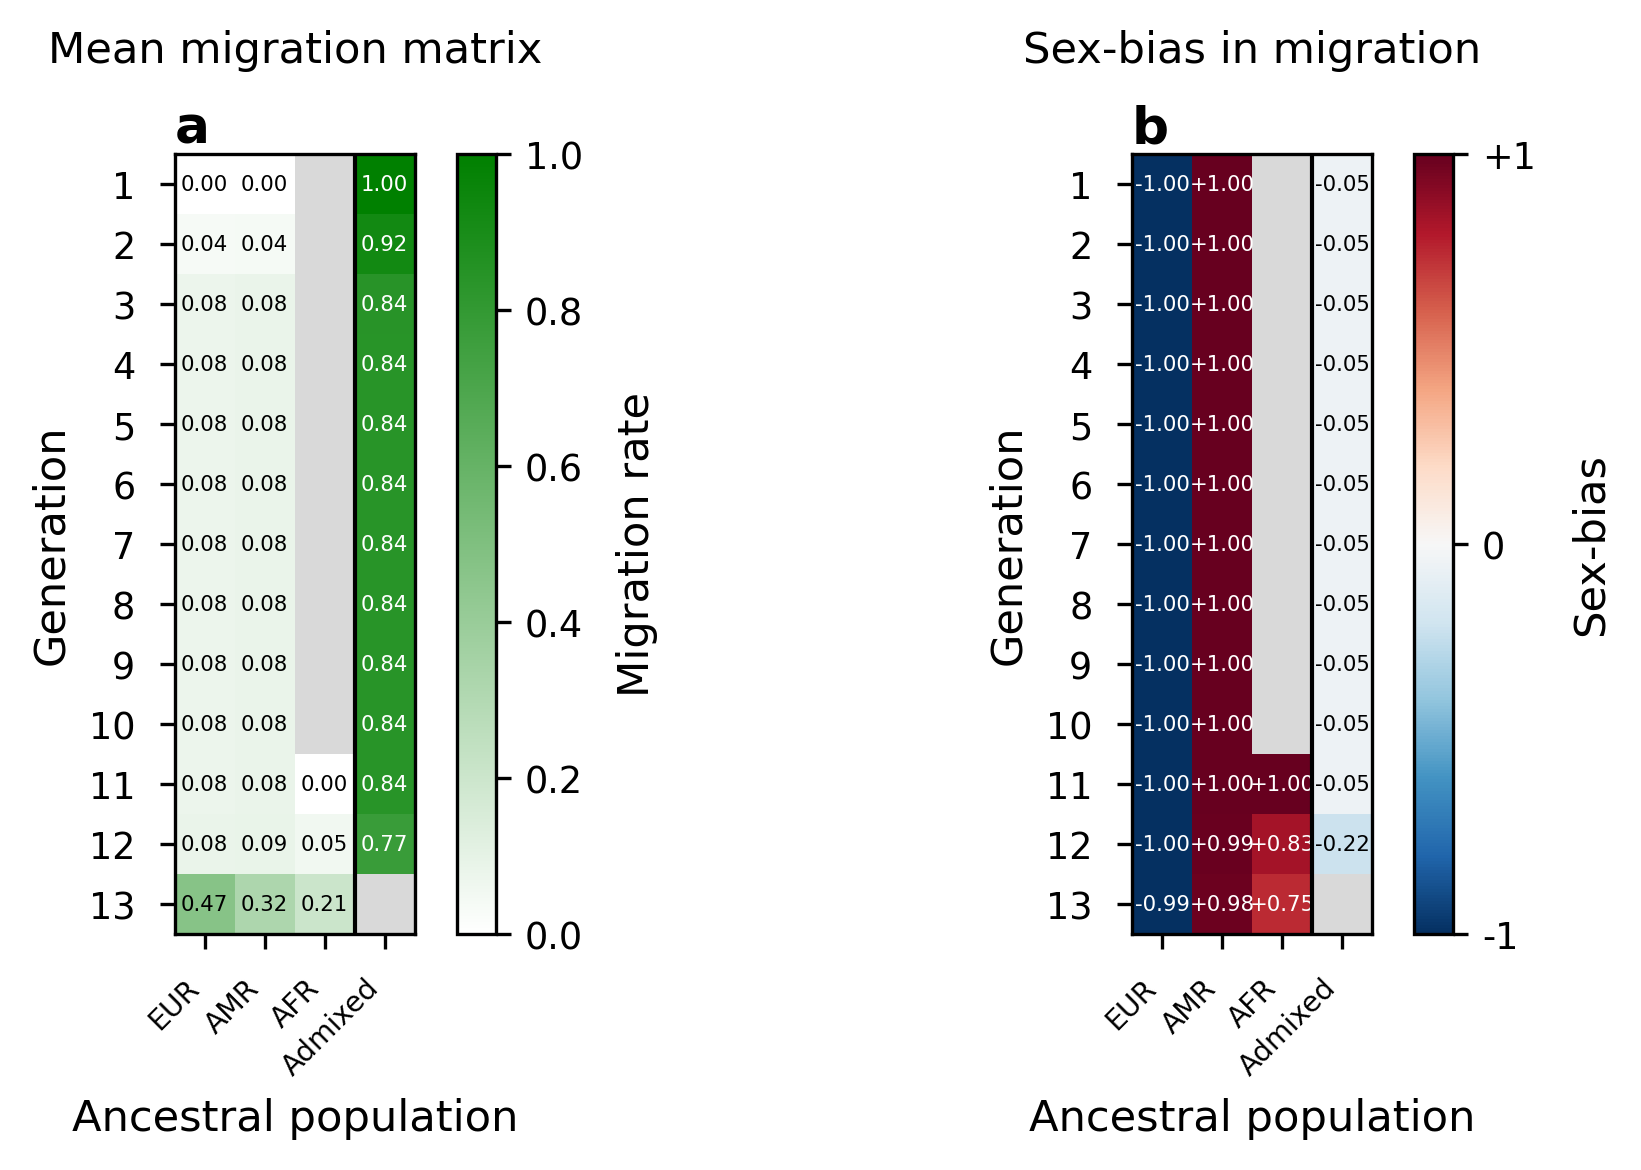 Mean migration matrix
a
1 0.00 0.00 1.00
2 0.04 0.04 0.92
3 0.08 0.08 0.84
4 0.08 0.08 0.84
5 0.08 0.08 0.84
6 0.08 0.08 0.84
7 0.08 0.08 0.84
8 0.08 0.08 0.84
9 0.08 0.08 0.84
10 0.08 0.08 0.84
11 0.08 0.08 0.00 0.84
12 0.08 0.09 0.05 0.77
13 0.47 0.32 0.21
Generation
EUR
AMR
AFR
Admixed
Ancestral population
1.0
0.8
0.6
0.4
0.2
0.0
Migration rate
Sex-bias in migration
b
1 -1.00 +1.00 -0.05
2 -1.00 +1.00 -0.05
3 -1.00 +1.00 -0.05
4 -1.00 +1.00 -0.05
5 -1.00 +1.00 -0.05
6 -1.00 +1.00 -0.05
7 -1.00 +1.00 -0.05
8 -1.00 +1.00 -0.05
9 -1.00 +1.00 -0.05
10 -1.00 +1.00 -0.05
11 -1.00 +1.00 +1.00 -0.05
12 -1.00 +0.99 +0.83 -0.22
13 -0.99 +0.98 +0.75
Generation
EUR
AMR
AFR
Admixed
Ancestral population
+1
0
-1
Sex-bias